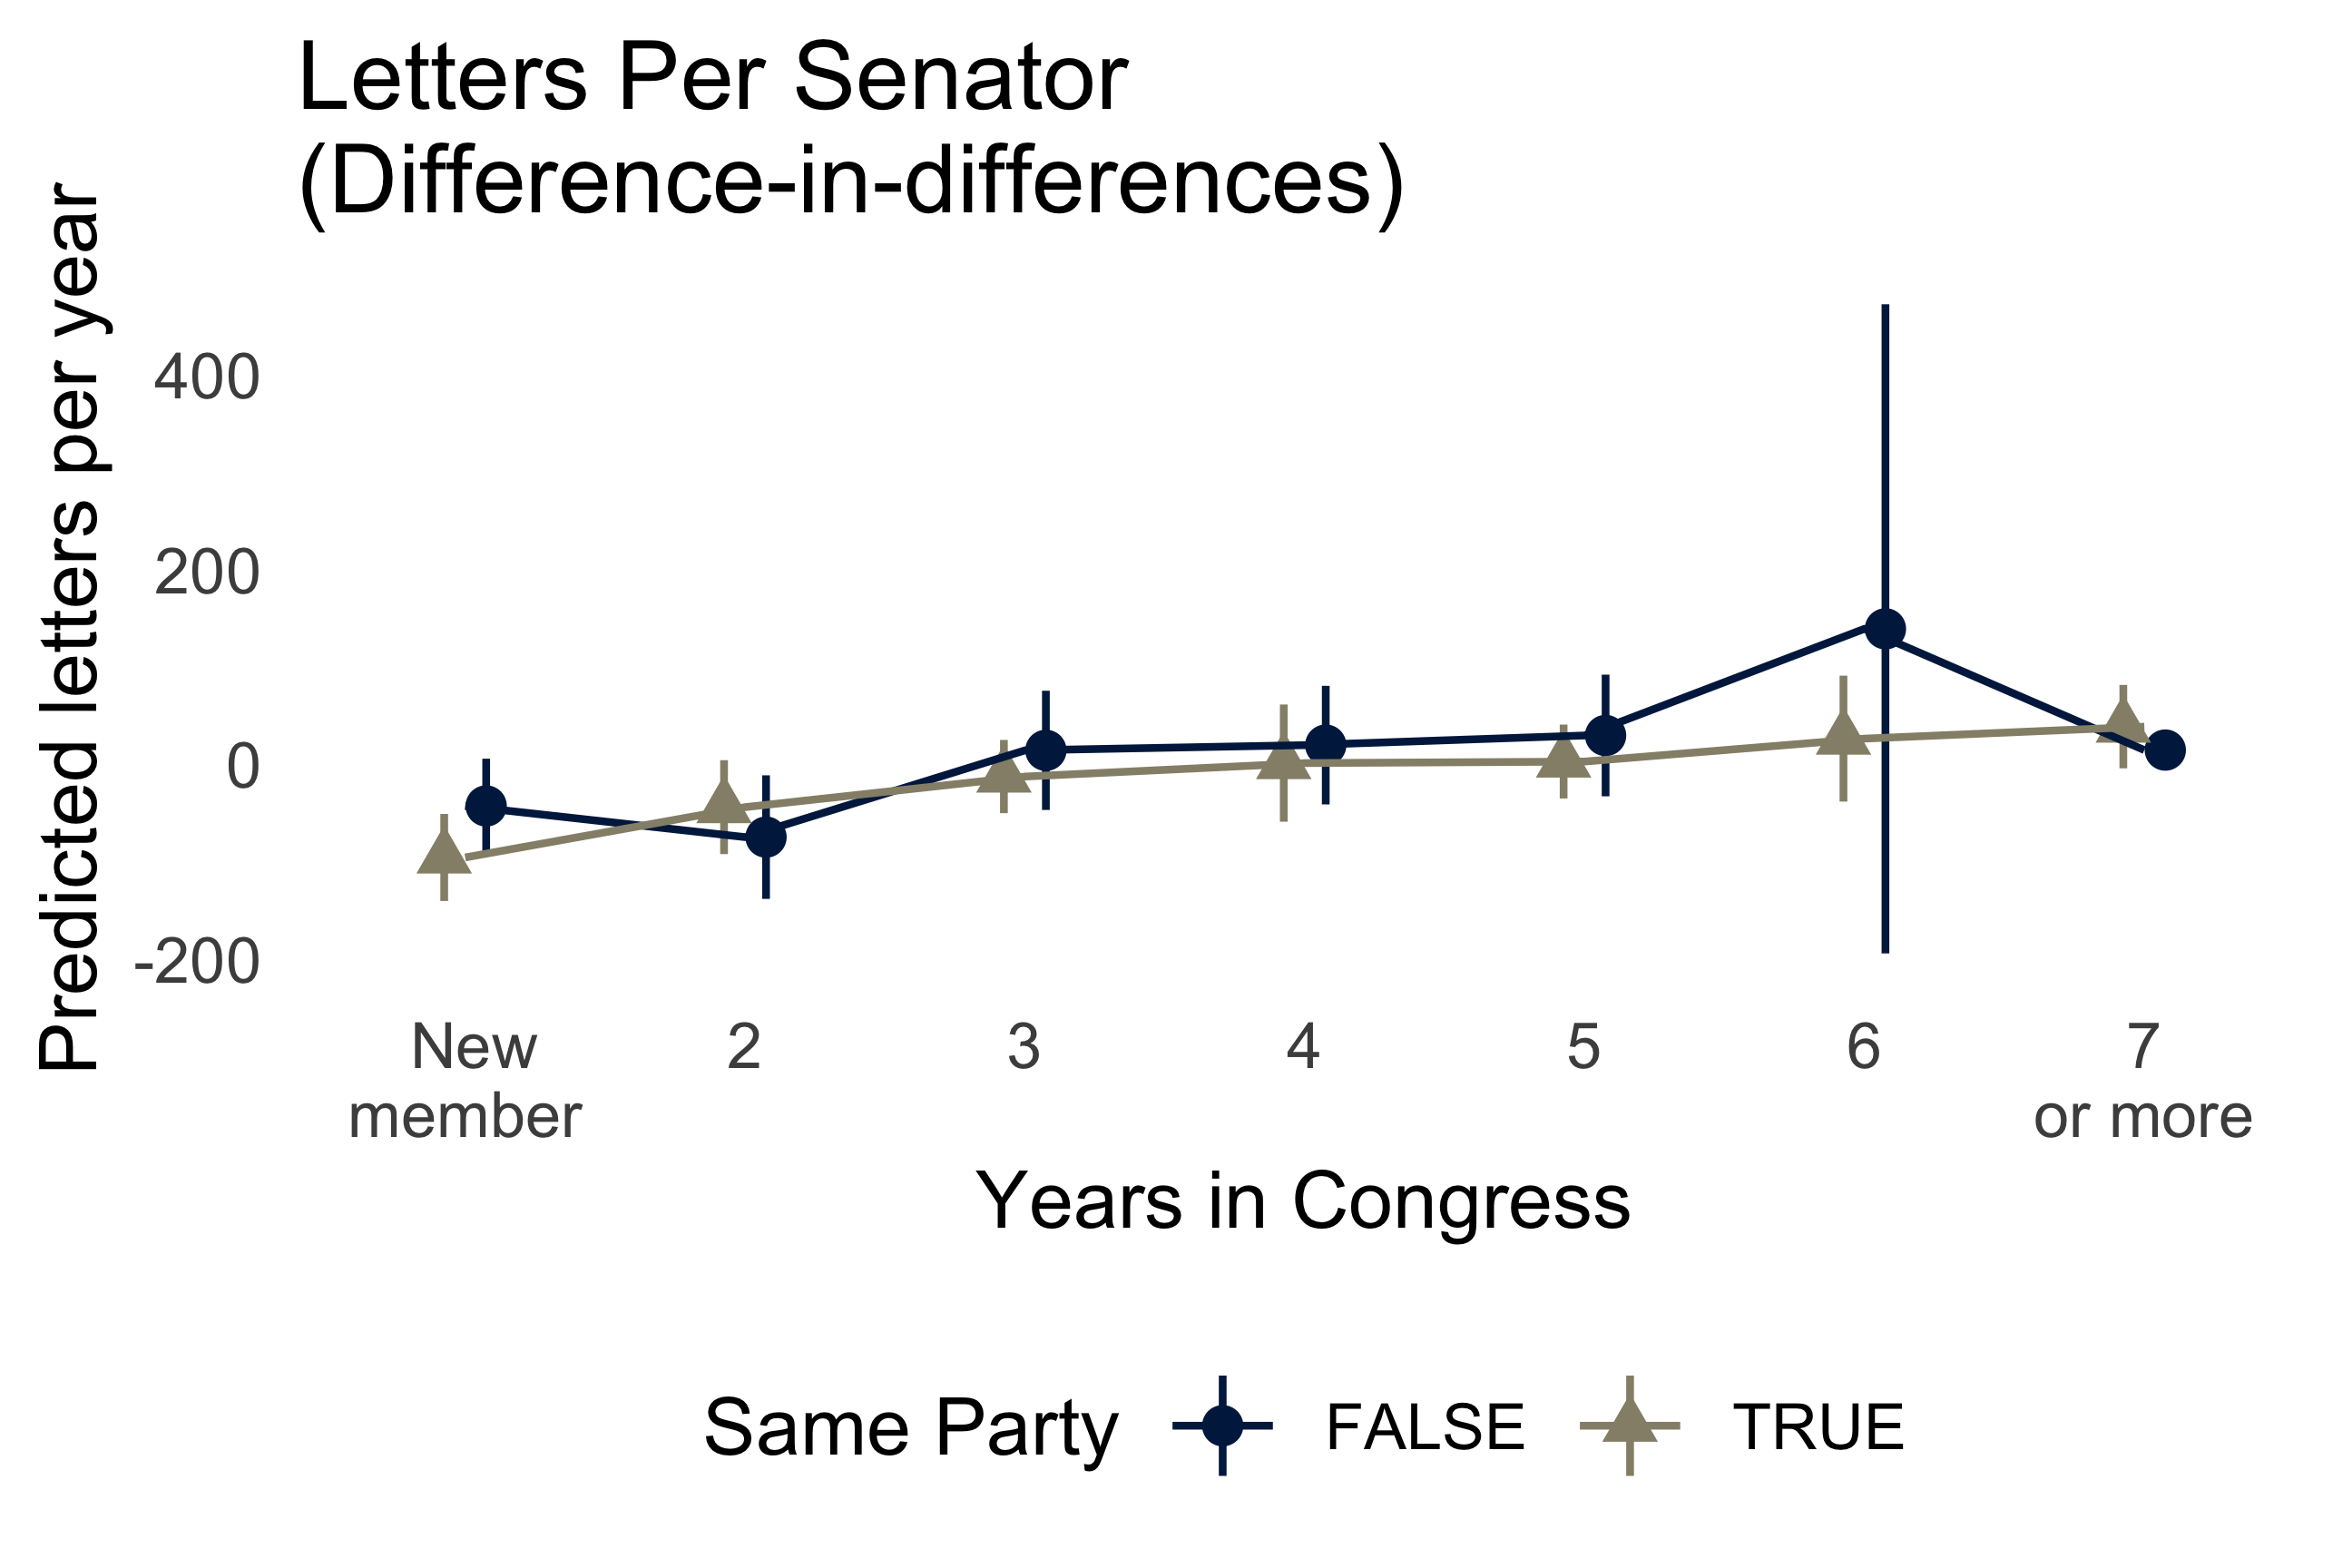 Letters Per Senator
(Difference-in-differences)
Predicted letters per year
400
200
0
-200
New
member
2
3
4
5
6
7
or more
Years in Congress
Same Party
FALSE
TRUE